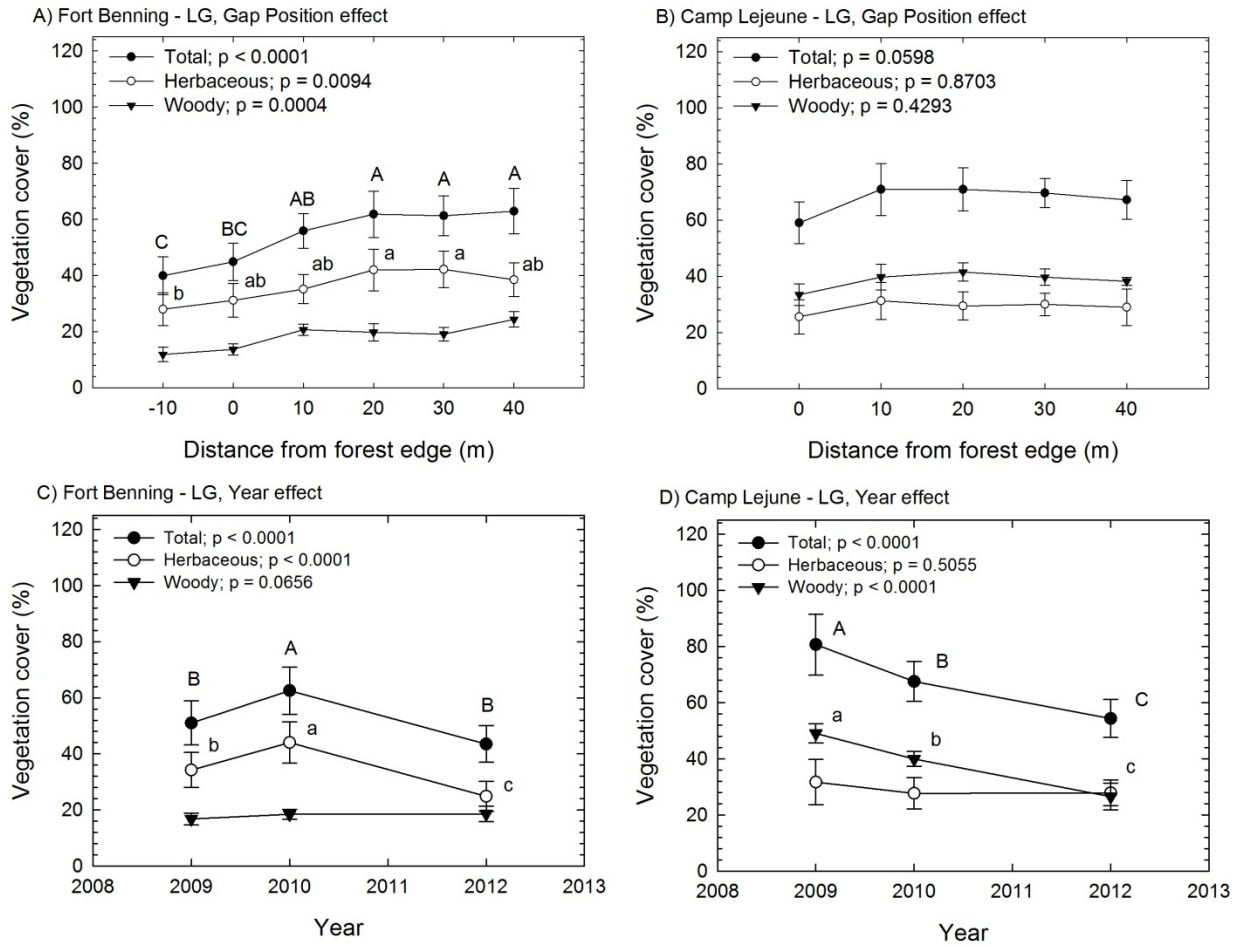 A) Fort Benning - LG, Gap Position effect
Total; p < 0.0001
Herbaceous; p = 0.0094
Woody; p = 0.0004
Vegetation cover (%)
120
100
80
60
40
20
0
C
BC
AB
A
A
A
b
ab
ab
a
a
ab
-10
0
10
20
30
40
Distance from forest edge (m)
B) Camp Lejeune - LG, Gap Position effect
Total; p = 0.0598
Herbaceous; p = 0.8703
Woody; p = 0.4293
Vegetation cover (%)
120
100
80
60
40
20
0
0
10
20
30
40
Distance from forest edge (m)
C) Fort Benning - LG, Year effect
Total; p < 0.0001
Herbaceous; p < 0.0001
Woody; p = 0.0656
Vegetation cover (%)
120
100
80
60
40
20
0
B
A
B
b
a
c
2008
2009
2010
2011
2012
2013
Year
D) Camp Lejune - LG, Year effect
Total; p < 0.0001
Herbaceous; p = 0.5055
Woody; p < 0.0001
Vegetation cover (%)
120
100
80
60
40
20
0
A
B
C
a
b
c
2008
2009
2010
2011
2012
2013
Year